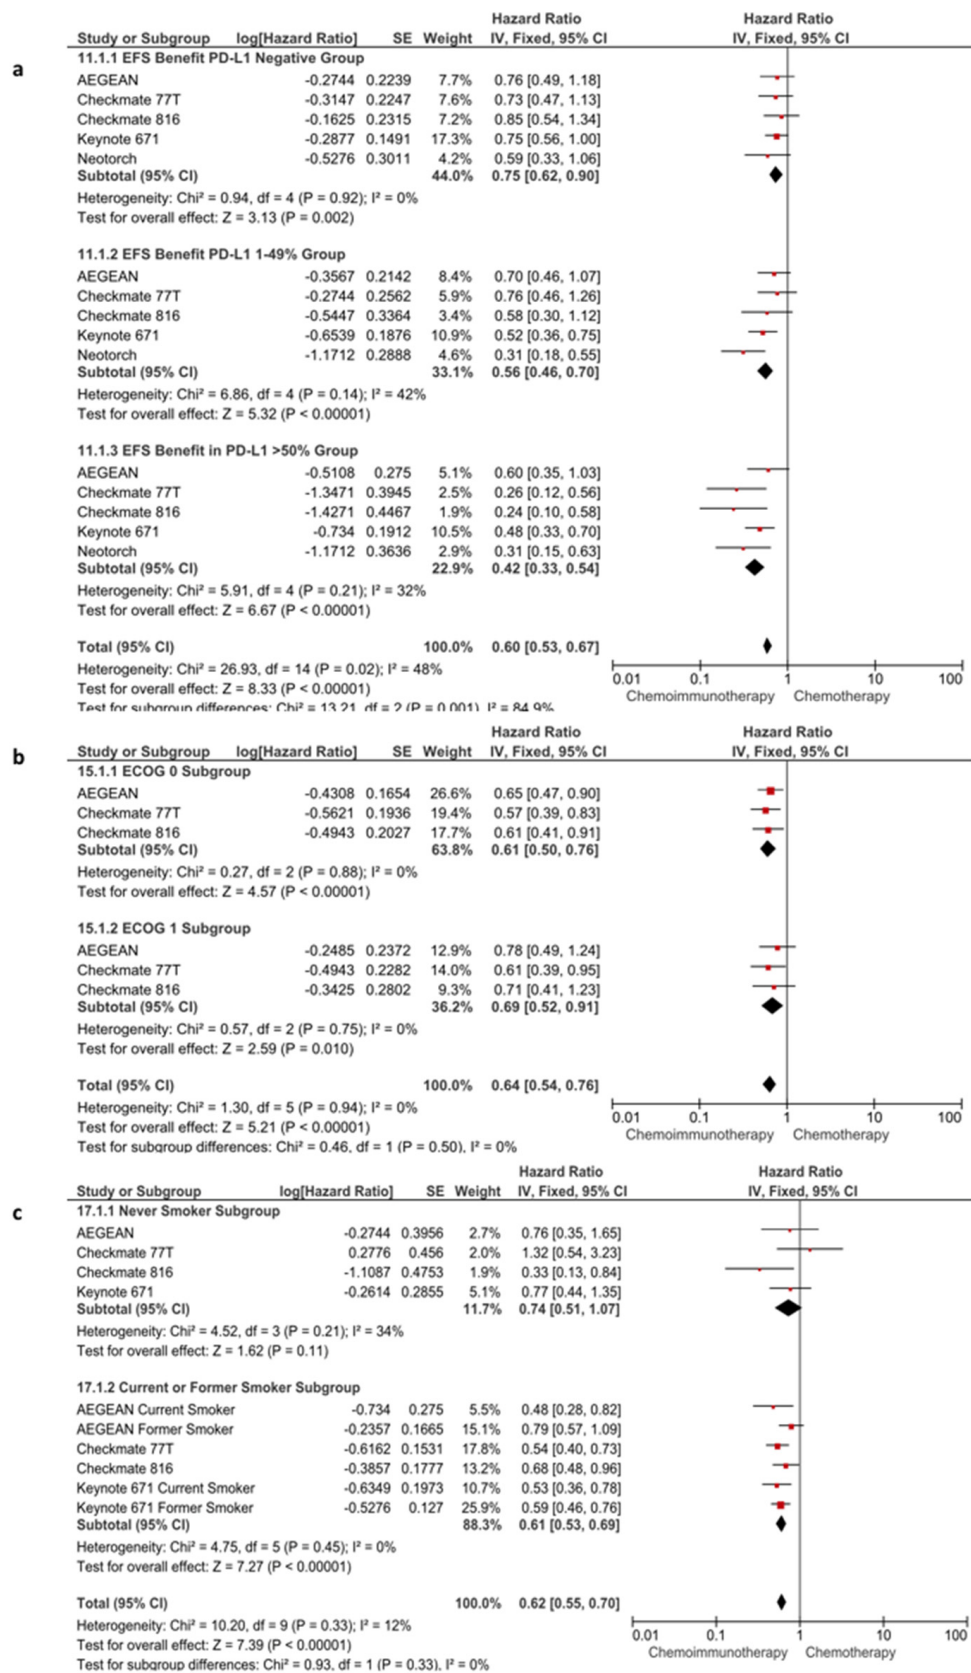 a
Hazard Ratio Hazard Ratio
Study or Subgroup log[Hazard Ratio] SE Weight IV, Fixed, 95% CI IV, Fixed, 95% CI
11.1.1 EFS Benefit PD-L1 Negative Group
AEGEAN -0.2744 0.2239 7.7% 0.76 [0.49, 1.18]
Checkmate 77T -0.3147 0.2247 7.6% 0.73 [0.47, 1.13]
Checkmate 816 -0.1625 0.2315 7.2% 0.85 [0.54, 1.34]
Keynote 671 -0.2877 0.1491 17.3% 0.75 [0.56, 1.00]
Neotorch -0.5276 0.3011 4.2% 0.59 [0.33, 1.06]
Subtotal (95% CI) 44.0% 0.75 [0.62, 0.90]
Heterogeneity: Chi² = 0.94, df = 4 (P = 0.92); I² = 0%
Test for overall effect: Z = 3.13 (P = 0.002)
11.1.2 EFS Benefit PD-L1 1-49% Group
AEGEAN -0.3567 0.2142 8.4% 0.70 [0.46, 1.07]
Checkmate 77T -0.2744 0.2562 5.9% 0.76 [0.46, 1.26]
Checkmate 816 -0.5447 0.3364 3.4% 0.58 [0.30, 1.12]
Keynote 671 -0.6539 0.1876 10.9% 0.52 [0.36, 0.75]
Neotorch -1.1712 0.2888 4.6% 0.31 [0.18, 0.55]
Subtotal (95% CI) 33.1% 0.56 [0.46, 0.70]
Heterogeneity: Chi² = 6.86, df = 4 (P = 0.14); I² = 42%
Test for overall effect: Z = 5.32 (P < 0.00001)
11.1.3 EFS Benefit in PD-L1 >50% Group
AEGEAN -0.5108 0.275 5.1% 0.60 [0.35, 1.03]
Checkmate 77T -1.3471 0.3945 2.5% 0.26 [0.12, 0.56]
Checkmate 816 -1.4271 0.4467 1.9% 0.24 [0.10, 0.58]
Keynote 671 -0.734 0.1912 10.5% 0.48 [0.33, 0.70]
Neotorch -1.1712 0.3636 2.9% 0.31 [0.15, 0.63]
Subtotal (95% CI) 22.9% 0.42 [0.33, 0.54]
Heterogeneity: Chi² = 5.91, df = 4 (P = 0.21); I² = 32%
Test for overall effect: Z = 6.67 (P < 0.00001)
Total (95% CI) 100.0% 0.60 [0.53, 0.67]
Heterogeneity: Chi² = 26.93, df = 14 (P = 0.02); I² = 48%
Test for overall effect: Z = 8.33 (P < 0.00001)
Test for subgroup differences: Chi² = 13.21, df = 2 (P = 0.001), I² = 84.9%
0.01 0.1 1 10 100
Chemoimmunotherapy Chemotherapy
b
Hazard Ratio Hazard Ratio
Study or Subgroup log[Hazard Ratio] SE Weight IV, Fixed, 95% CI IV, Fixed, 95% CI
15.1.1 ECOG 0 Subgroup
AEGEAN -0.4308 0.1654 26.6% 0.65 [0.47, 0.90]
Checkmate 77T -0.5621 0.1936 19.4% 0.57 [0.39, 0.83]
Checkmate 816 -0.4943 0.2027 17.7% 0.61 [0.41, 0.91]
Subtotal (95% CI) 63.8% 0.61 [0.50, 0.76]
Heterogeneity: Chi² = 0.27, df = 2 (P = 0.88); I² = 0%
Test for overall effect: Z = 4.57 (P < 0.00001)
15.1.2 ECOG 1 Subgroup
AEGEAN -0.2485 0.2372 12.9% 0.78 [0.49, 1.24]
Checkmate 77T -0.4943 0.2282 14.0% 0.61 [0.39, 0.95]
Checkmate 816 -0.3425 0.2802 9.3% 0.71 [0.41, 1.23]
Subtotal (95% CI) 36.2% 0.69 [0.52, 0.91]
Heterogeneity: Chi² = 0.57, df = 2 (P = 0.75); I² = 0%
Test for overall effect: Z = 2.59 (P = 0.010)
Total (95% CI) 100.0% 0.64 [0.54, 0.76]
Heterogeneity: Chi² = 1.30, df = 5 (P = 0.94); I² = 0%
Test for overall effect: Z = 5.21 (P < 0.00001)
Test for subgroup differences: Chi² = 0.46, df = 1 (P = 0.50), I² = 0%
0.01 0.1 1 10 100
Chemoimmunotherapy Chemotherapy
c
Hazard Ratio Hazard Ratio
Study or Subgroup log[Hazard Ratio] SE Weight IV, Fixed, 95% CI IV, Fixed, 95% CI
17.1.1 Never Smoker Subgroup
AEGEAN -0.2744 0.3956 2.7% 0.76 [0.35, 1.65]
Checkmate 77T 0.2776 0.456 2.0% 1.32 [0.54, 3.23]
Checkmate 816 -1.1087 0.4753 1.9% 0.33 [0.13, 0.84]
Keynote 671 -0.2614 0.2855 5.1% 0.77 [0.44, 1.35]
Subtotal (95% CI) 11.7% 0.74 [0.51, 1.07]
Heterogeneity: Chi² = 4.52, df = 3 (P = 0.21); I² = 34%
Test for overall effect: Z = 1.62 (P = 0.11)
17.1.2 Current or Former Smoker Subgroup
AEGEAN Current Smoker -0.734 0.275 5.5% 0.48 [0.28, 0.82]
AEGEAN Former Smoker -0.2357 0.1665 15.1% 0.79 [0.57, 1.09]
Checkmate 77T -0.6162 0.1531 17.8% 0.54 [0.40, 0.73]
Checkmate 816 -0.3857 0.1777 13.2% 0.68 [0.48, 0.96]
Keynote 671 Current Smoker -0.6349 0.1973 10.7% 0.53 [0.36, 0.78]
Keynote 671 Former Smoker -0.5276 0.127 25.9% 0.59 [0.46, 0.76]
Subtotal (95% CI) 88.3% 0.61 [0.53, 0.69]
Heterogeneity: Chi² = 4.75, df = 5 (P = 0.45); I² = 0%
Test for overall effect: Z = 7.27 (P < 0.00001)
Total (95% CI) 100.0% 0.62 [0.55, 0.70]
Heterogeneity: Chi² = 10.20, df = 9 (P = 0.33); I² = 12%
Test for overall effect: Z = 7.39 (P < 0.00001)
Test for subgroup differences: Chi² = 0.93, df = 1 (P = 0.33), I² = 0%
0.01 0.1 1 10 100
Chemoimmunotherapy Chemotherapy